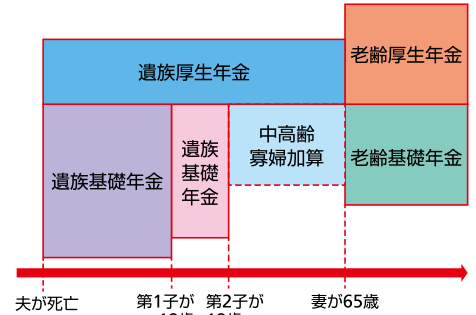 遺族厚生年金
老齢厚生年金
遺族基礎年金
遺族
基礎
年金
中高齢
寡婦加算
老齢基礎年金
夫が死亡
第1子が
第2子が
妻が65歳